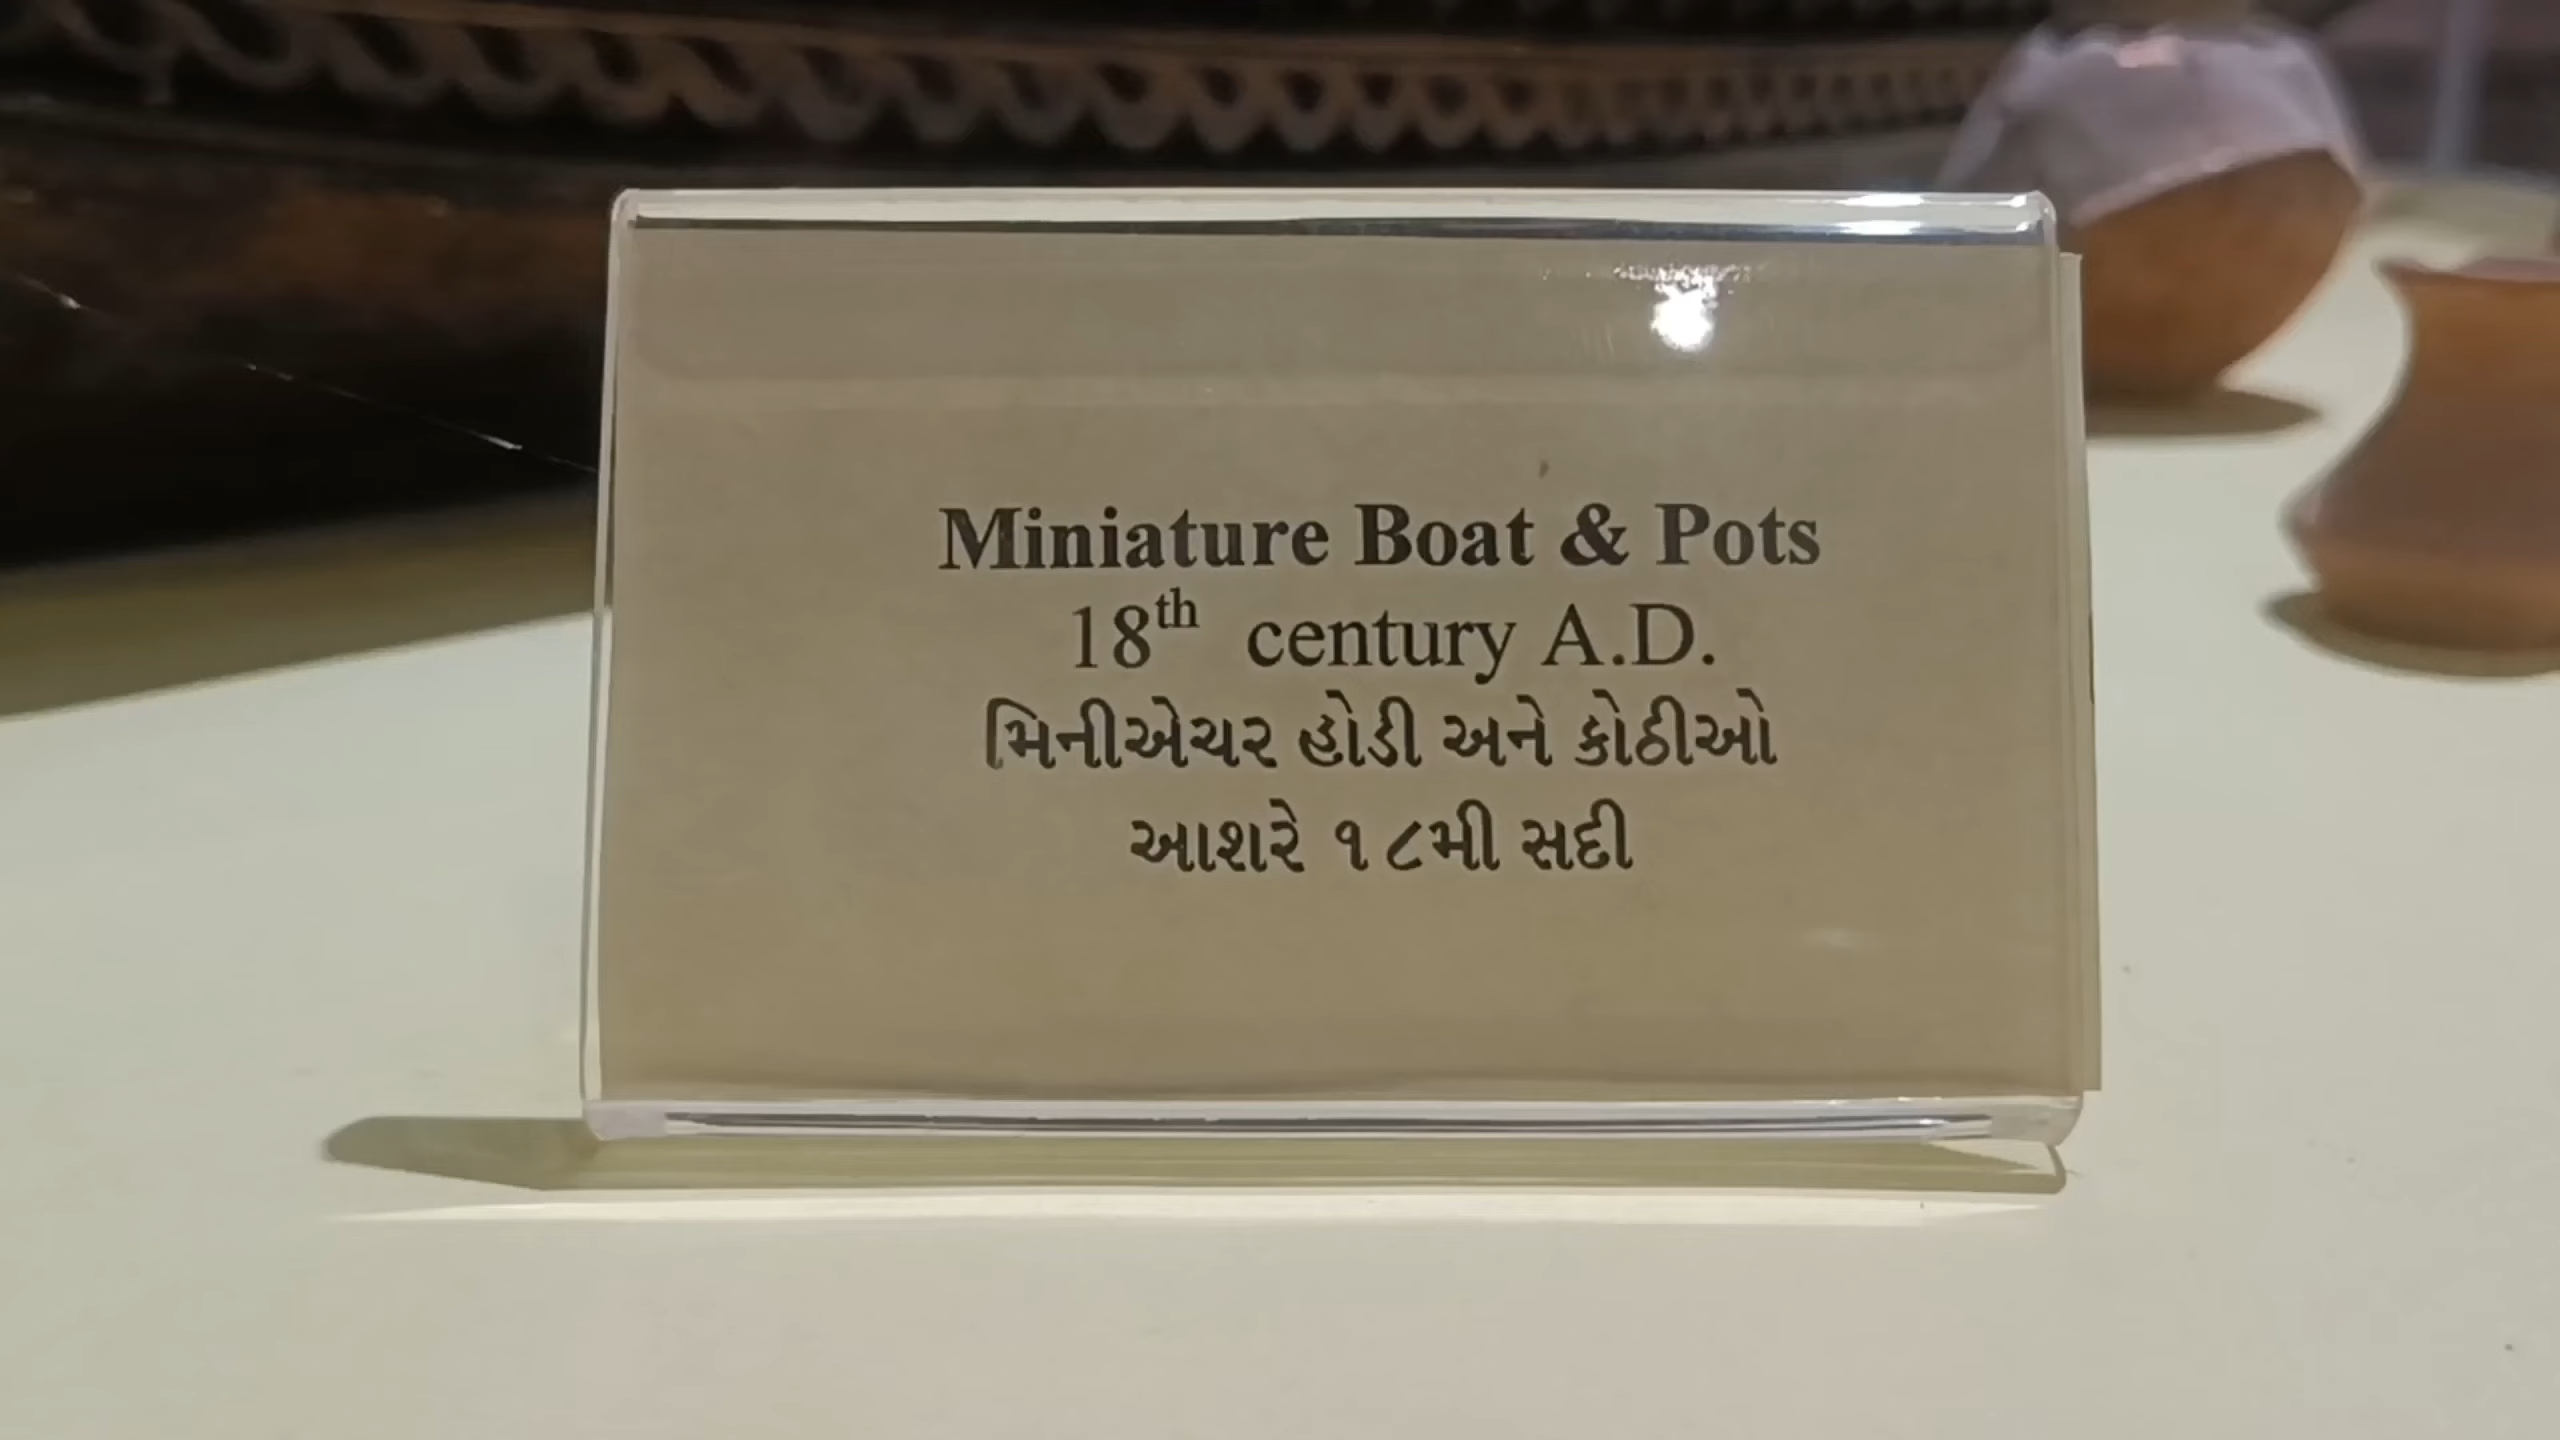 Miniature Boat & Pots
18th century A.D.
મિનીએચર હોડી અને કોઠીઓ
આશરે ૧૮મી સદી